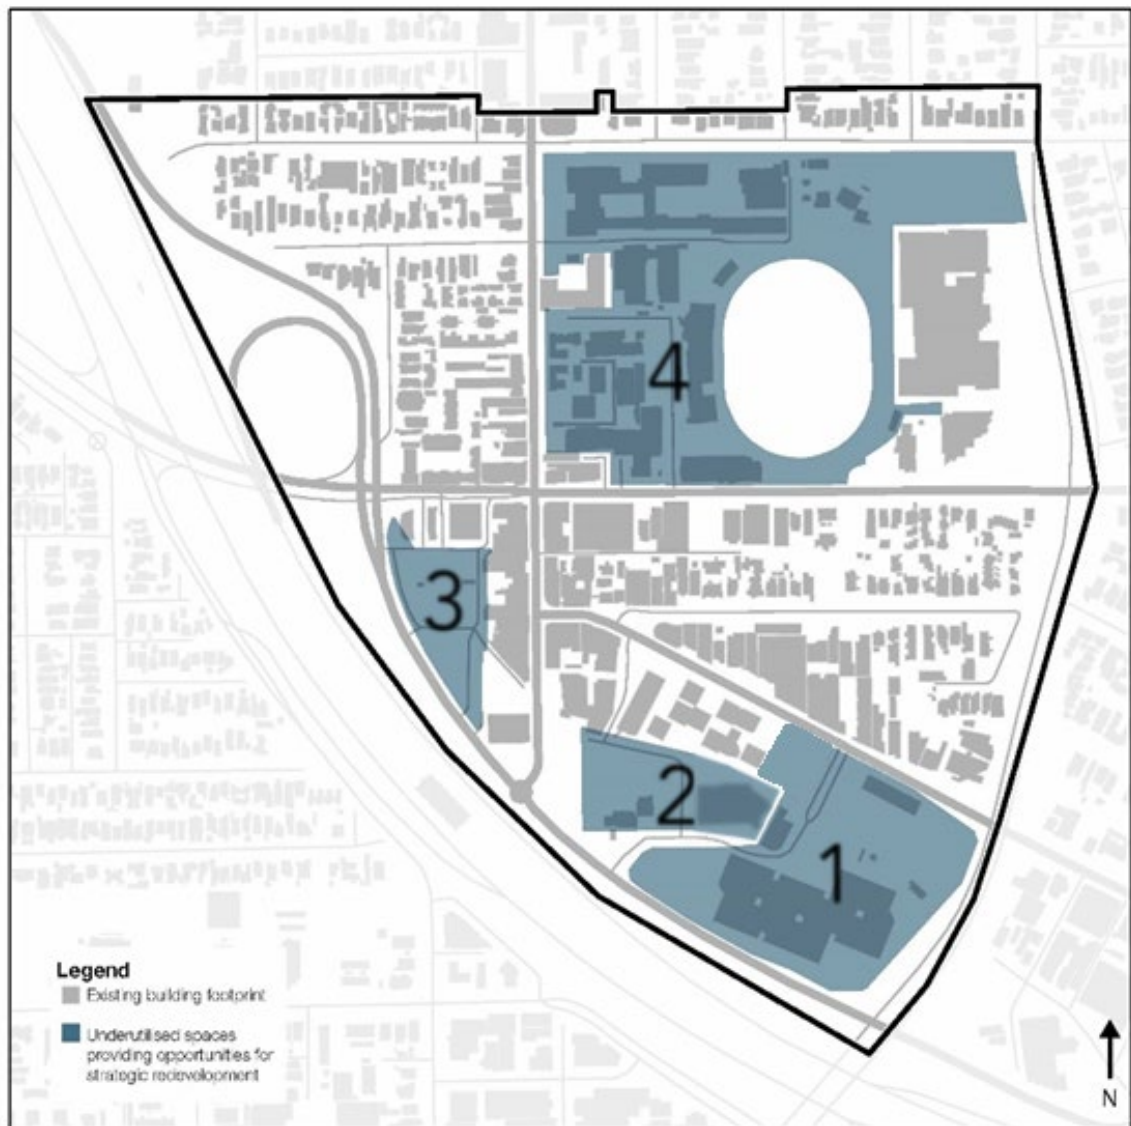 4
3
2
1
Legend
Existing building footprint
Underutilised spaces
providing opportunities for
strategic redevelopment
N